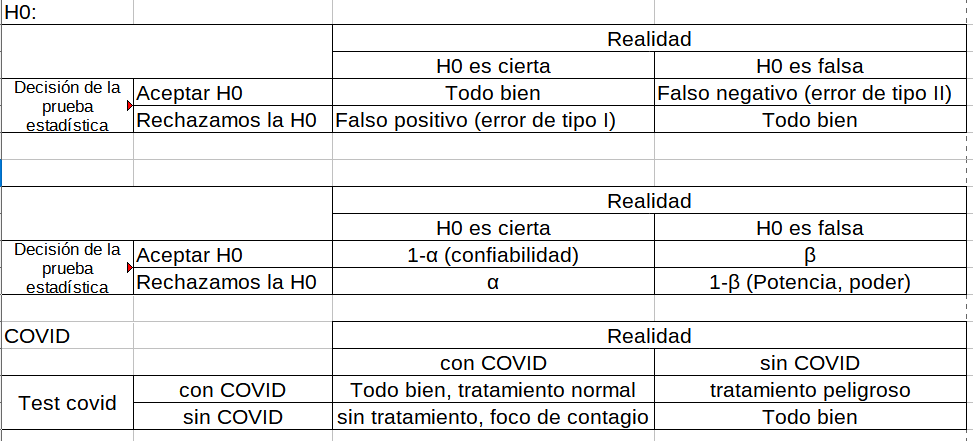 H0:
Realidad
H0 es cierta H0 es falsa
Decisión de la prueba estadística
Aceptar H0 Todo bien Falso negativo (error de tipo II)
Rechazamos la H0 Falso positivo (error de tipo I) Todo bien
Realidad
H0 es cierta H0 es falsa
Decisión de la prueba estadística
Aceptar H0 1-α (confiabilidad) β
Rechazamos la H0 α 1-β (Potencia, poder)
COVID Realidad
con COVID sin COVID
Test covid
con COVID Todo bien, tratamiento normal tratamiento peligroso
sin COVID sin tratamiento, foco de contagio Todo bien